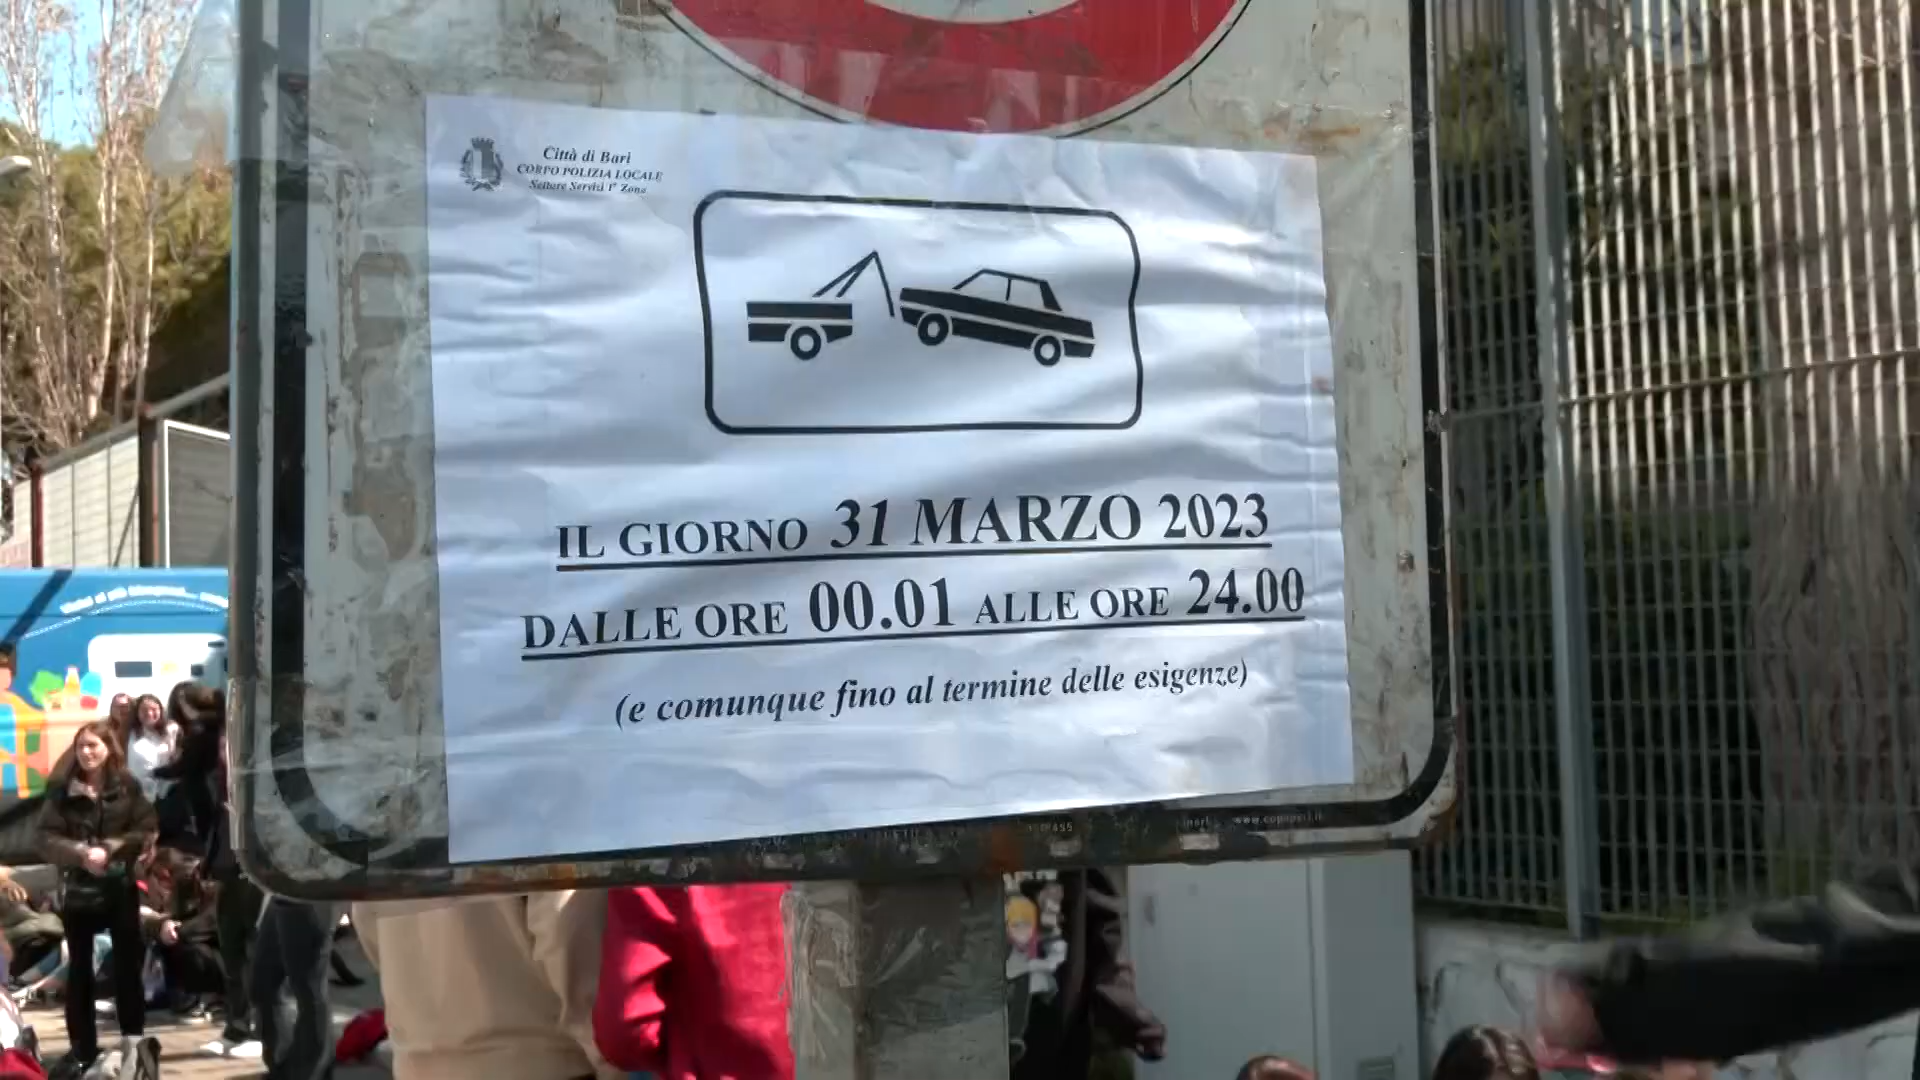 Città di Bari
CORPO POLIZIA LOCALE
Settore Servizi 1ª Zona
IL GIORNO 31 MARZO 2023
DALLE ORE 00.01 ALLE ORE 24.00
(e comunque fino al termine delle esigenze)